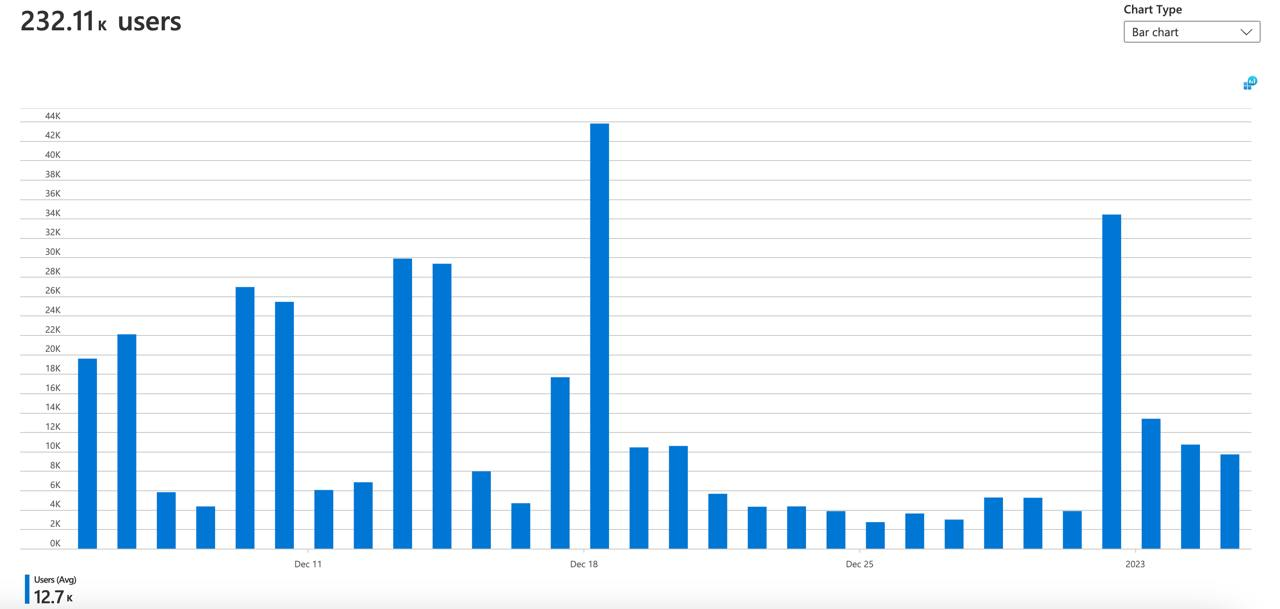 232.11 K users
Chart Type
Bar chart
44K
42K
40K
38K
36K
34K
32K
30K
28K
26K
24K
22K
20K
18K
16K
14K
12K
10K
8K
6K
4K
2K
0K
Dec 11 Dec 18 Dec 25 2023
Users (Avg)
12.7 K